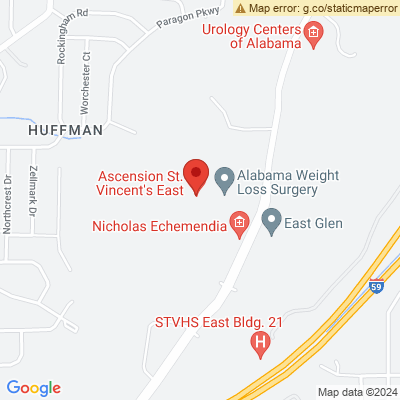 Map error: g.co/staticmaperror
Paragon Pkwy
Rockingham Rd
Worchester Ct
Urology Centers
of Alabama
HUFFMAN
Northcrest Dr
Zellmark Dr
Ascension St.
Vincent's East
Alabama Weight
Loss Surgery
Nicholas Echemendia
East Glen
59
STVHS East Bldg. 21
H
Google
Map data ©2024